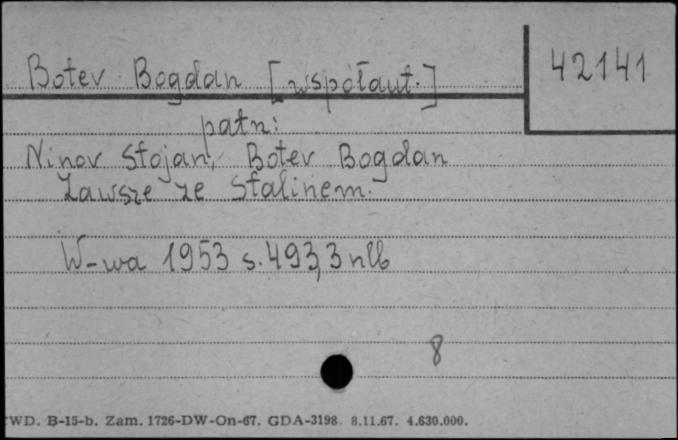 Botev Bogdan [współaut.]
42141
patrz:
Ninov Stojan, Botev Bogdan
Zawsze ze Stalinem.
W-wa 1953 s. 493, 3 nlb
8
WD. B-15-b. Zam. 1726-DW-On-67. GDA-3198. 8.11.67. 4.630.000.